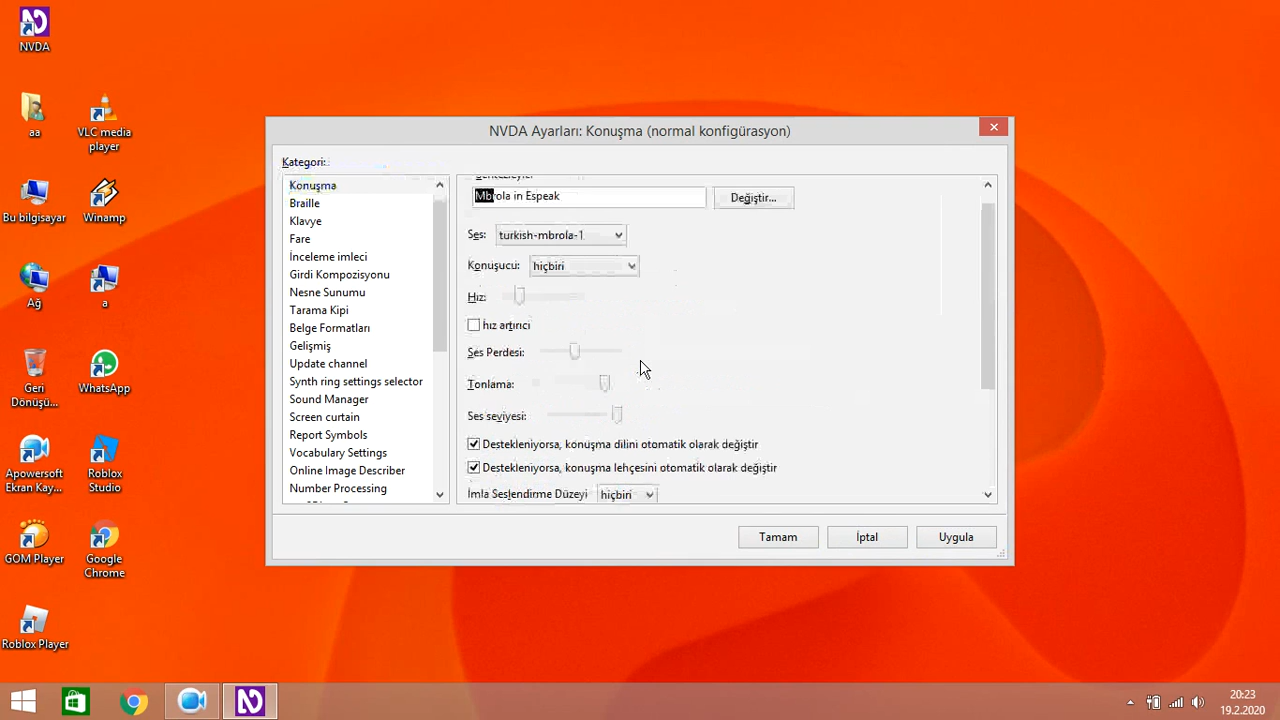 NVDA
aa
VLC media
player
Bu bilgisayar
Winamp
Ağ
a
Geri
Dönüşü...
WhatsApp
Apowersoft
Ekran Kay...
Roblox
Studio
GOM Player
Google
Chrome
Roblox Player
NVDA Ayarları: Konuşma (normal konfigürasyon)
Kategori:
Konuşma
Braille
Klavye
Fare
İnceleme imleci
Girdi Kompozisyonu
Nesne Sunumu
Tarama Kipi
Belge Formatları
Gelişmiş
Update channel
Synth ring settings selector
Sound Manager
Screen curtain
Report Symbols
Vocabulary Settings
Online Image Describer
Number Processing
Mbrola in Espeak
Değiştir...
Ses: turkish-mbrola-1
Konuşucu: hiçbiri
Hız:
hız artırıcı
Ses Perdesi:
Tonlama:
Ses seviyesi:
Destekleniyorsa, konuşma dilini otomatik olarak değiştir
Destekleniyorsa, konuşma lehçesini otomatik olarak değiştir
İmla Seslendirme Düzeyi hiçbiri
Tamam
İptal
Uygula
20:23
19.2.2020